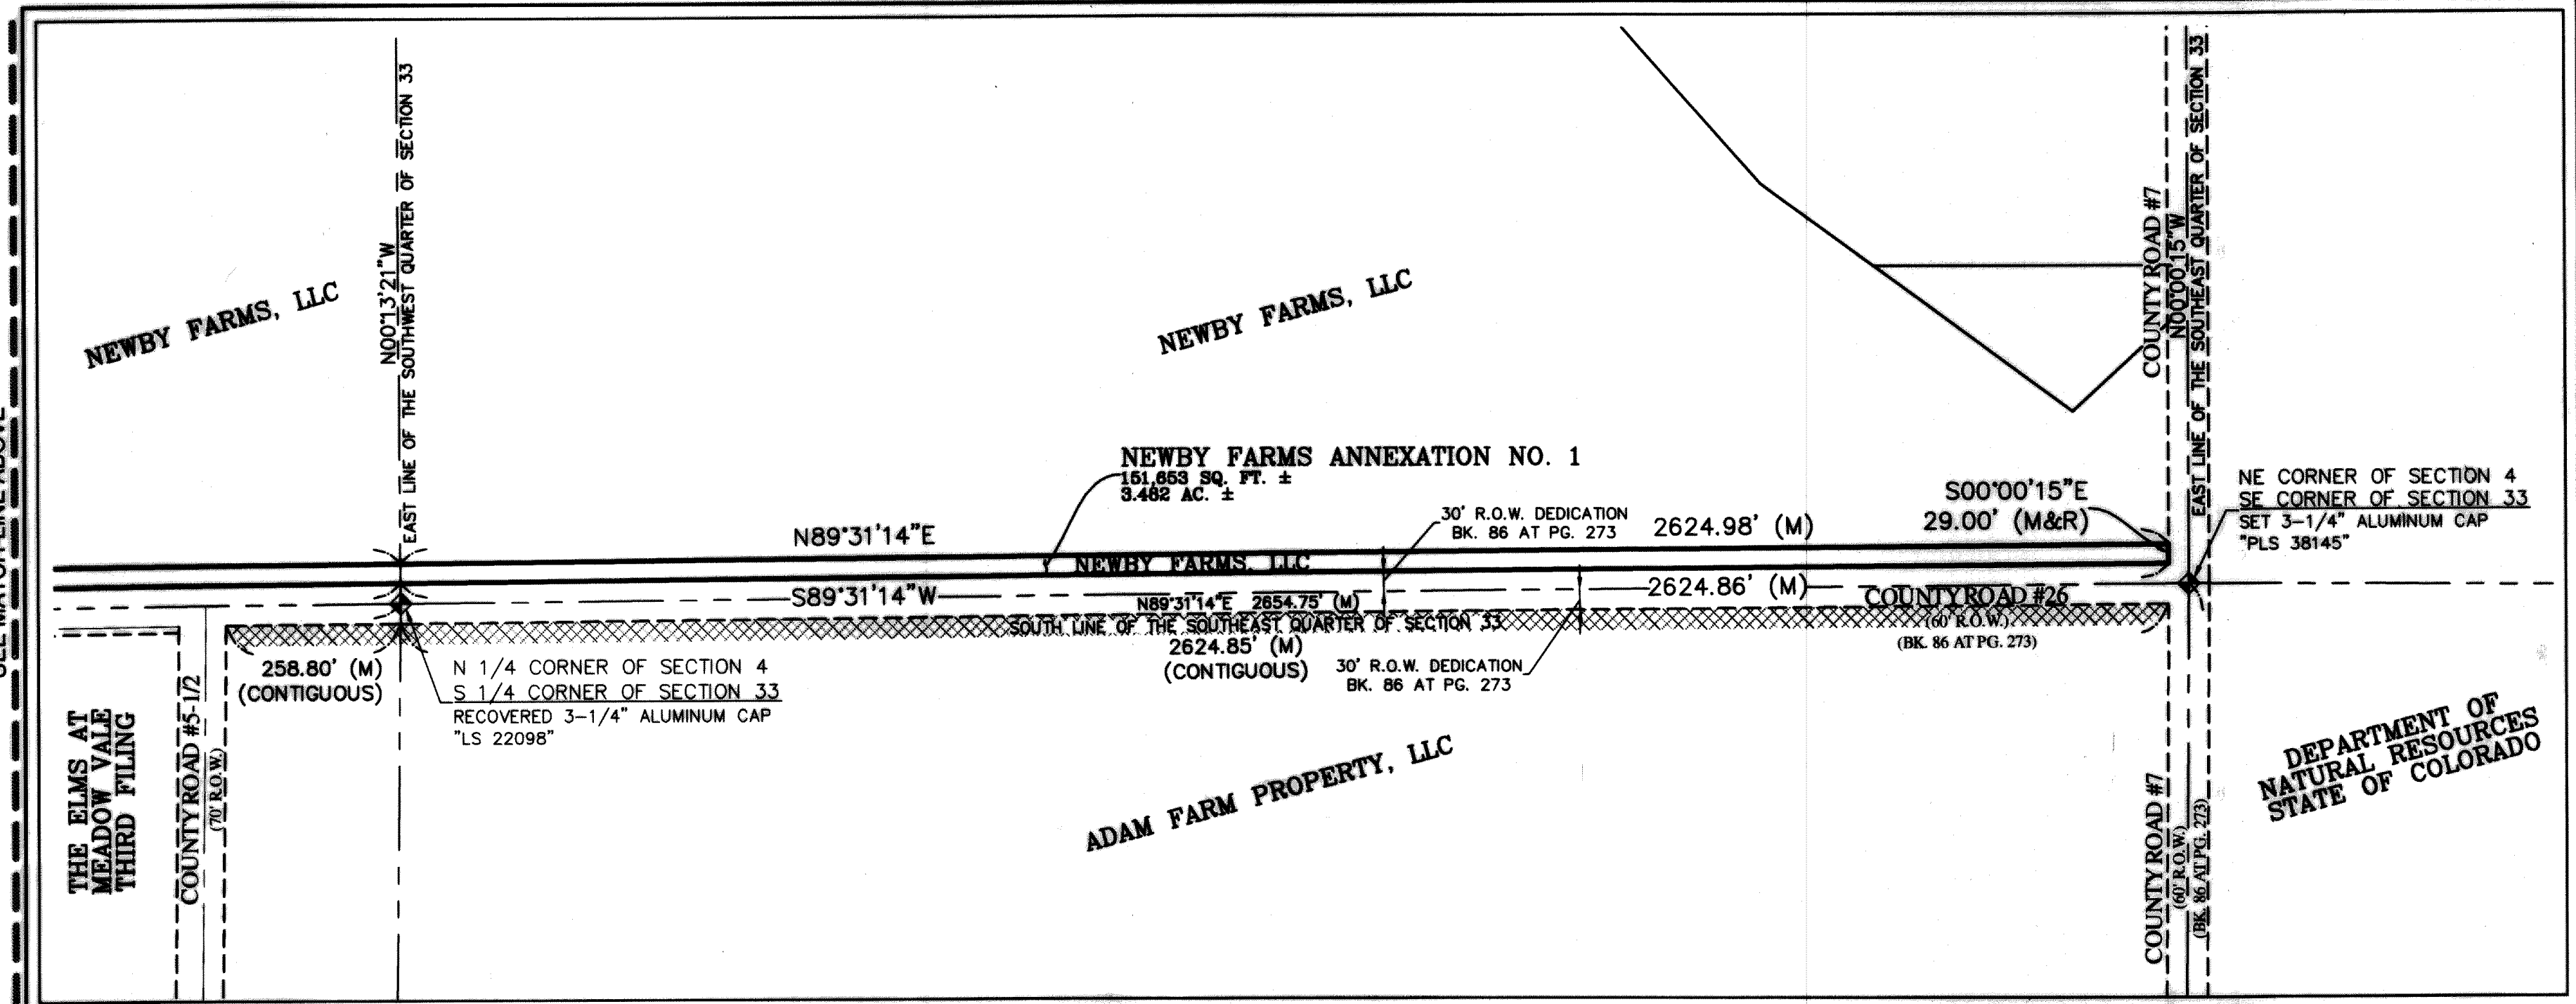 SEE MATCH LINE ABOVE
NEWBY FARMS, LLC
N00°13'21"W
EAST LINE OF THE SOUTHWEST QUARTER OF SECTION 33
NEWBY FARMS, LLC
COUNTY ROAD #7
N00°00'15"W
EAST LINE OF THE SOUTHEAST QUARTER OF SECTION 33
NEWBY FARMS ANNEXATION NO. 1
151,653 SQ. FT. ±
3.482 AC. ±
30' R.O.W. DEDICATION
BK. 86 AT PG. 273
S00°00'15"E
29.00' (M&R)
NE CORNER OF SECTION 4
SE CORNER OF SECTION 33
SET 3-1/4" ALUMINUM CAP
"PLS 38145"
N89°31'14"E
2624.98' (M)
NEWBY FARMS, LLC
S89°31'14"W
2624.86' (M)
N89°31'14"E 2654.75' (M)
COUNTY ROAD #26
(60' R.O.W.)
(BK. 86 AT PG. 273)
SOUTH LINE OF THE SOUTHEAST QUARTER OF SECTION 33
2624.85' (M)
(CONTIGUOUS)
30' R.O.W. DEDICATION
BK. 86 AT PG. 273
258.80' (M)
(CONTIGUOUS)
N 1/4 CORNER OF SECTION 4
S 1/4 CORNER OF SECTION 33
RECOVERED 3-1/4" ALUMINUM CAP
"LS 22098"
THE ELMS AT
MEADOW VALE
THIRD FILING
COUNTY ROAD #5-1/2
(70' R.O.W.)
ADAM FARM PROPERTY, LLC
COUNTY ROAD #7
(60' R.O.W.)
(BK. 86 AT PG. 273)
DEPARTMENT OF
NATURAL RESOURCES
STATE OF COLORADO